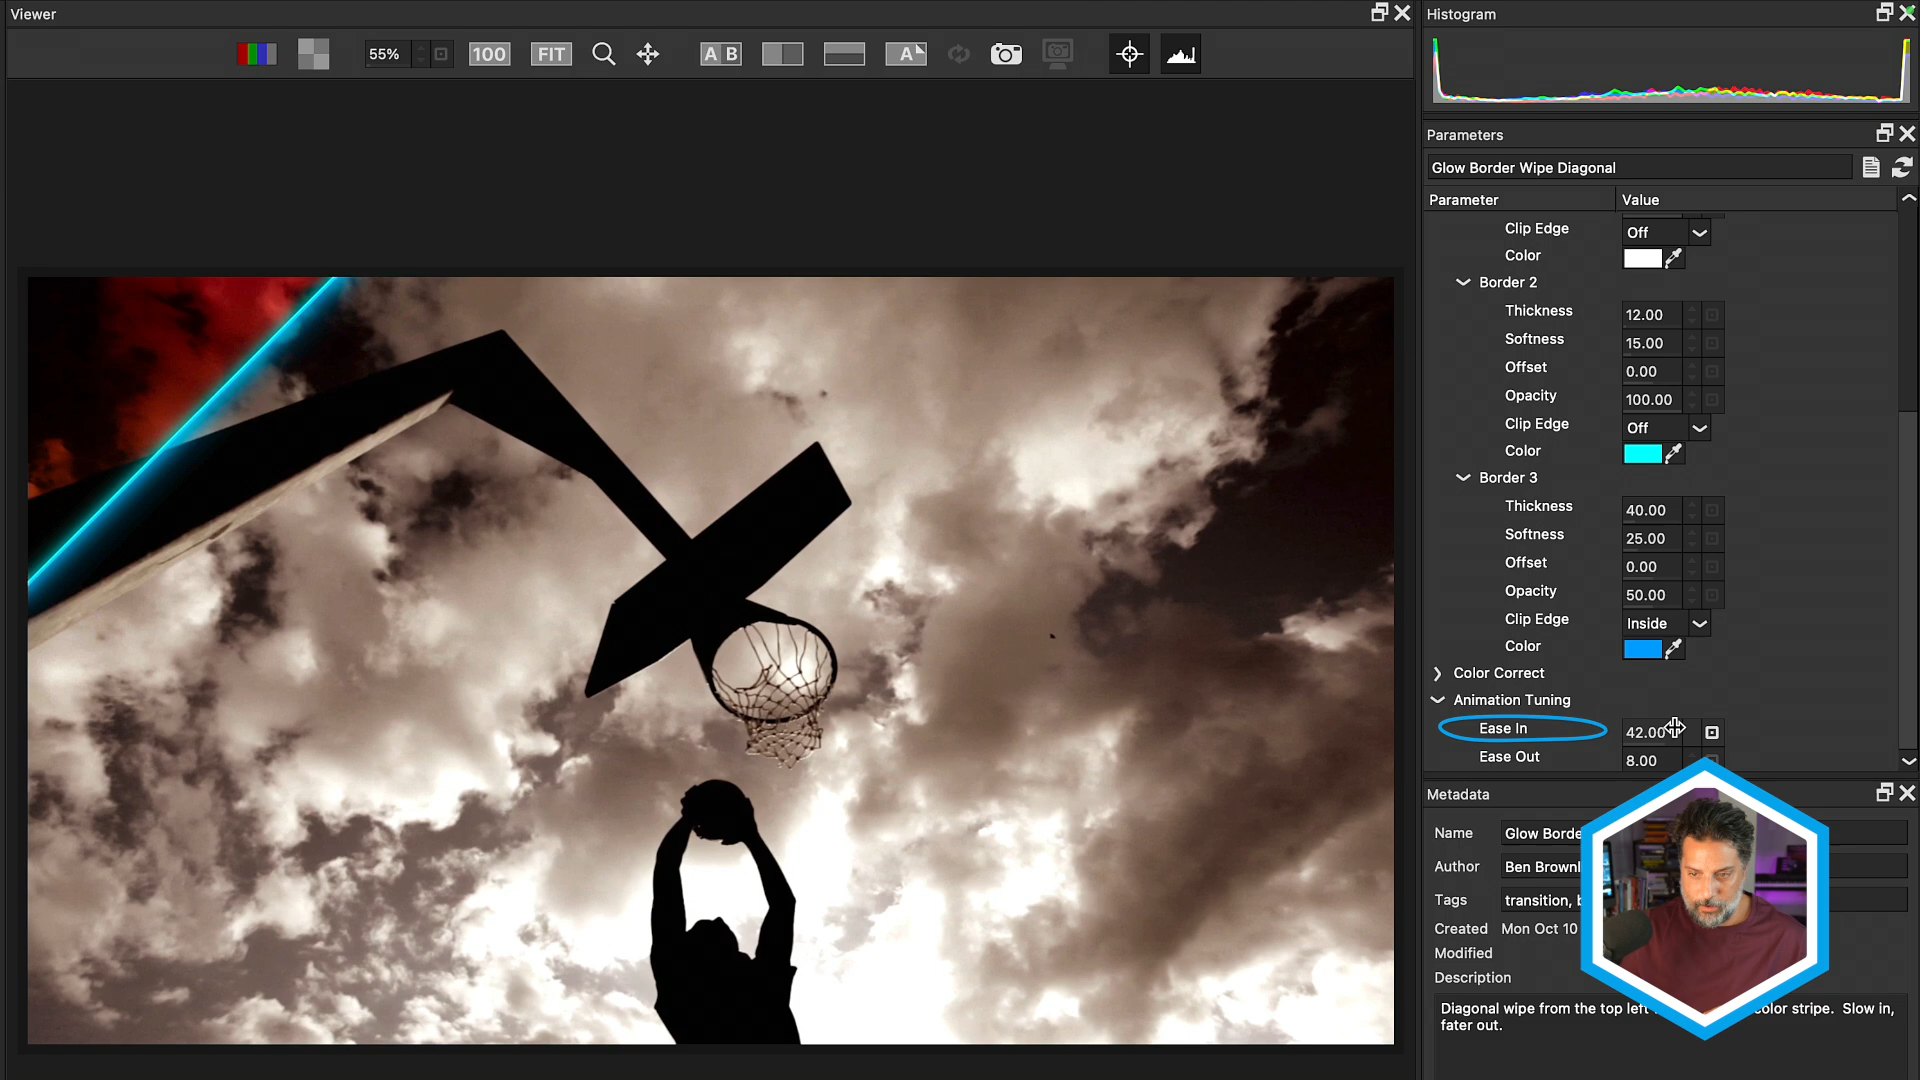 Viewer
Histogram
55%
100
FIT
A B
A
Parameters
Glow Border Wipe Diagonal
Parameter Value
Clip Edge Off
Color
Border 2
Thickness 12.00
Softness 15.00
Offset 0.00
Opacity 100.00
Clip Edge Off
Color
Border 3
Thickness 40.00
Softness 25.00
Offset 0.00
Opacity 50.00
Clip Edge Inside
Color
Color Correct
Animation Tuning
Ease In 42.00
Ease Out 8.00
Metadata
Name Glow Borde
Author Ben Brown
Tags transition,
Created Mon Oct 10
Modified
Description
Diagonal wipe from the top left color stripe. Slow in,
fater out.